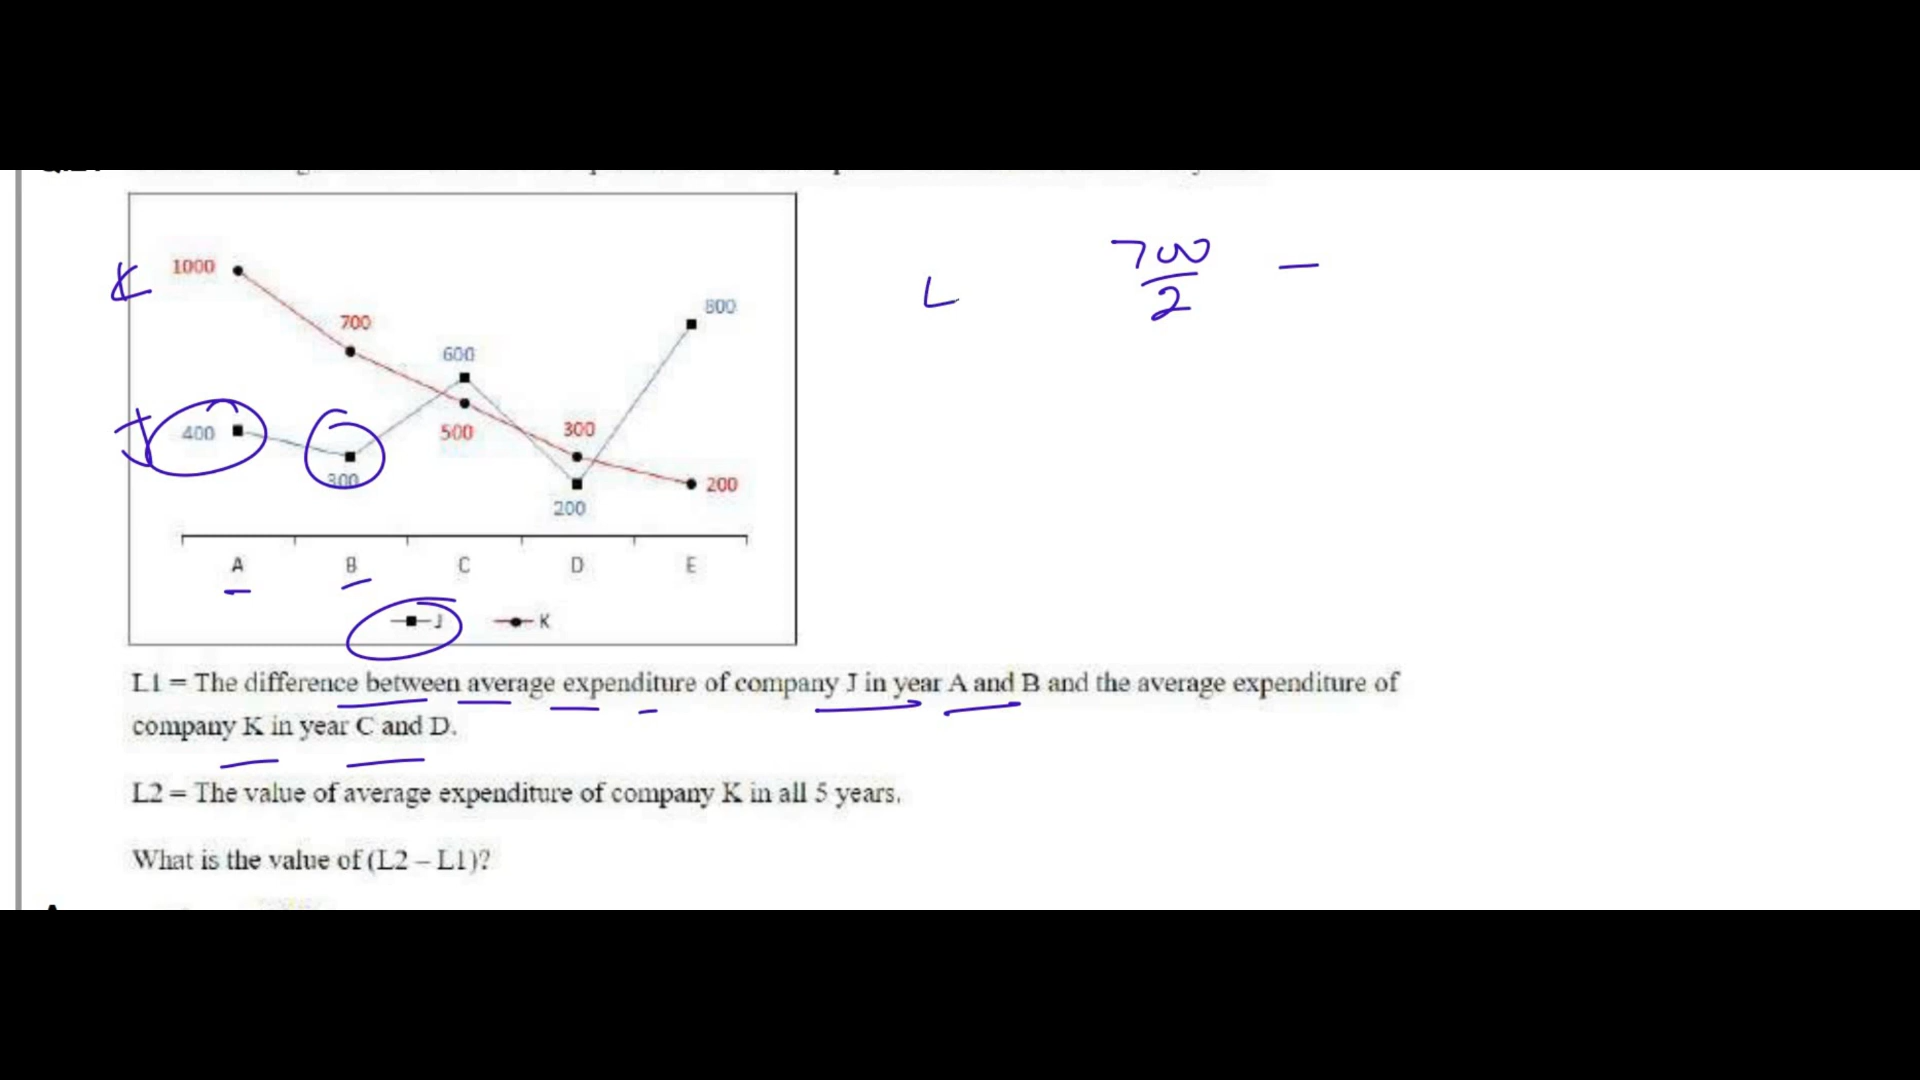 1000
700
800
600
400
500
300
300
200
200
A B C D E
J K
L
700
2
—
L1 = The difference between average expenditure of company J in year A and B and the average expenditure of
company K in year C and D.
L2 = The value of average expenditure of company K in all 5 years.
What is the value of (L2 – L1)?